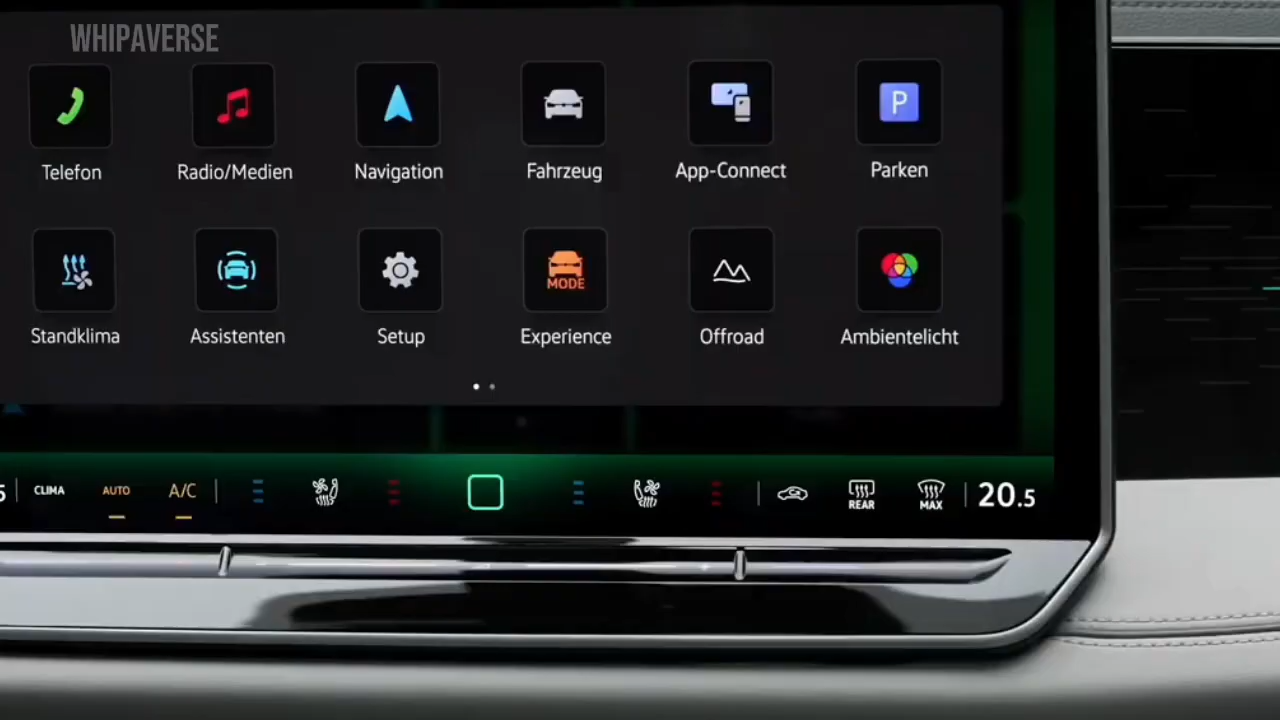 WHIPAVERSE
Telefon Radio/Medien Navigation Fahrzeug App-Connect Parken
P
MODE
Standklima Assistenten Setup Experience Offroad Ambientelicht
CLIMA AUTO A/C REAR MAX 20.5